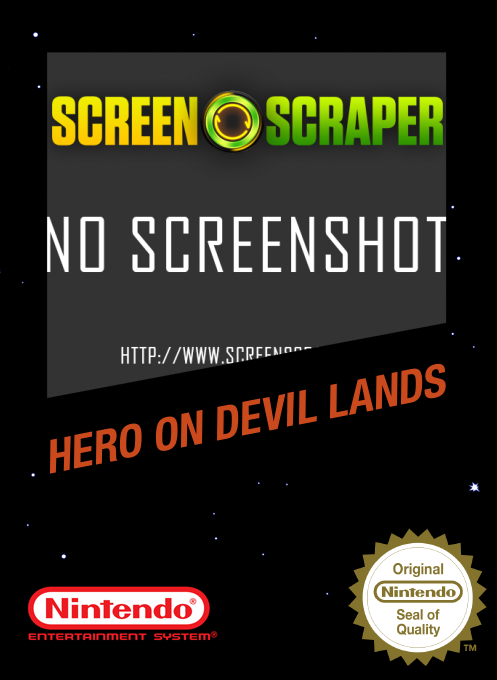 SCREEN SCRAPER
NO SCREENSHOT
HTTP://WWW.SCREENSC
HERO ON DEVIL LANDS
Nintendo®
ENTERTAINMENT SYSTEM®
Original
Nintendo
Seal of
Quality
TM